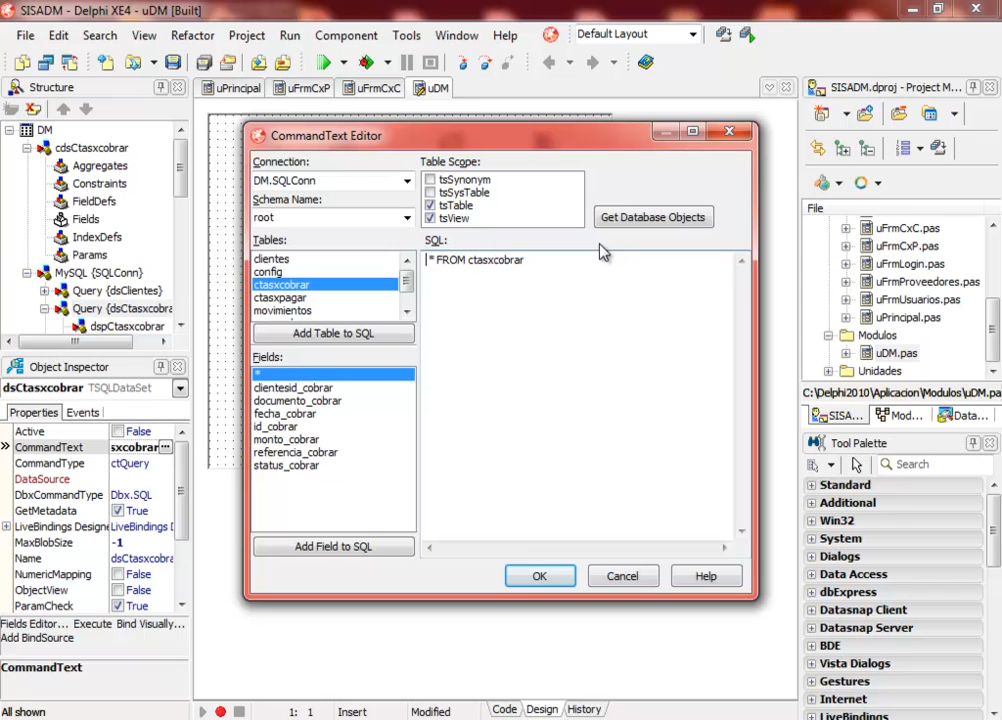 SISADM - Delphi XE4 - uDM [Built]
File Edit Search View Refactor Project Run Component Tools Window Help Default Layout
Structure
uPrincipal uFrmCxP uFrmCxC uDM
SISADM.dproj - Project M...
DM
cdsCtasxcobrar
Aggregates
Constraints
FieldDefs
Fields
IndexDefs
Params
MySQL {SQLConn}
Query {dsClientes}
Query {dsCtasxcobra
dspCtasxcobrar
Object Inspector
dsCtasxcobrar TSQLDataSet
Properties Events
Active False
CommandText sxcobrar ...
CommandType ctQuery
DataSource
DbxCommandType Dbx.SQL
GetMetadata True
LiveBindings Designe LiveBindings D
MaxBlobSize -1
Name dsCtasxcobra
NumericMapping False
ObjectView False
ParamCheck True
Fields Editor... Execute Bind Visually...
Add BindSource
CommandText
All shown
CommandText Editor
Connection:
DM.SQLConn
Schema Name:
root
Tables:
clientes
config
ctasxcobrar
ctasxpagar
movimientos
Add Table to SQL
Fields:
*
clientesid_cobrar
documento_cobrar
fecha_cobrar
id_cobrar
monto_cobrar
referencia_cobrar
status_cobrar
Add Field to SQL
Table Scope:
tsSynonym
tsSysTable
tsTable
tsView
Get Database Objects
SQL:
* FROM ctasxcobrar
OK Cancel Help
1: 1 Insert Modified Code Design History
File
uFrmCxC.pas
uFrmCxP.pas
uFrmLogin.pas
uFrmProveedores.pas
uFrmUsuarios.pas
uPrincipal.pas
Modulos
uDM.pas
Unidades
C:\Delphi2010\Aplicacion\Modulos\uDM.pa
SISA... Mod... Data...
Tool Palette
Search
Standard
Additional
Win32
System
Dialogs
Data Access
dbExpress
Datasnap Client
Datasnap Server
BDE
Vista Dialogs
Gestures
Internet
LiveBindings